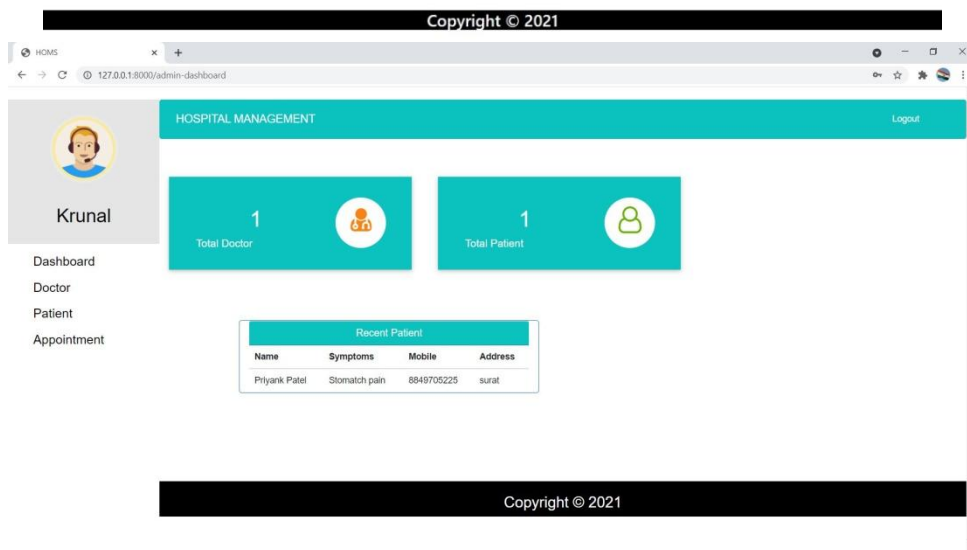 Copyright © 2021
HOMS
127.0.0.1:8000/admin-dashboard
HOSPITAL MANAGEMENT
Logout
Krunal
1
Total Doctor
1
Total Patient
Dashboard
Doctor
Patient
Appointment
Recent Patient
Name Symptoms Mobile Address
Priyank Patel Stomatch pain 8849705225 surat
Copyright © 2021